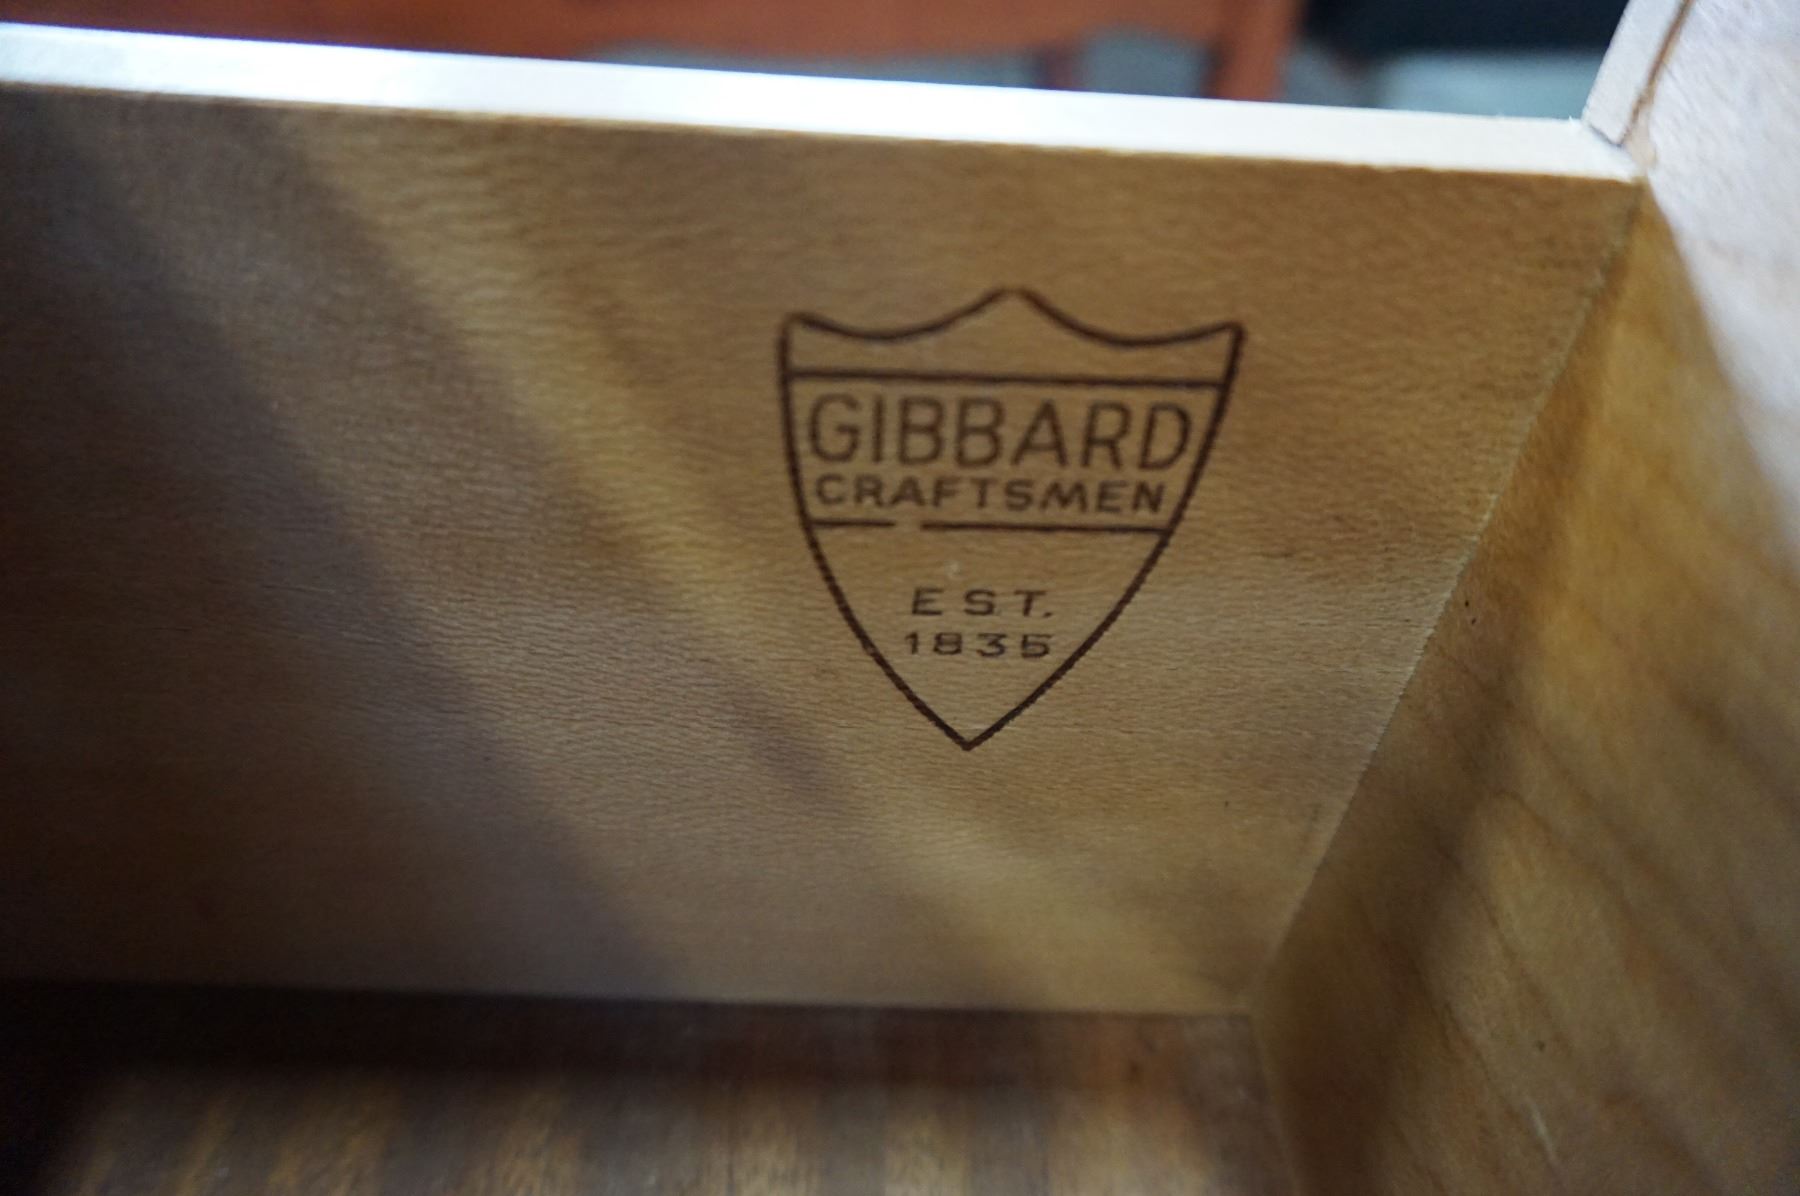 GIBBARD
CRAFTSMEN
EST.
1835